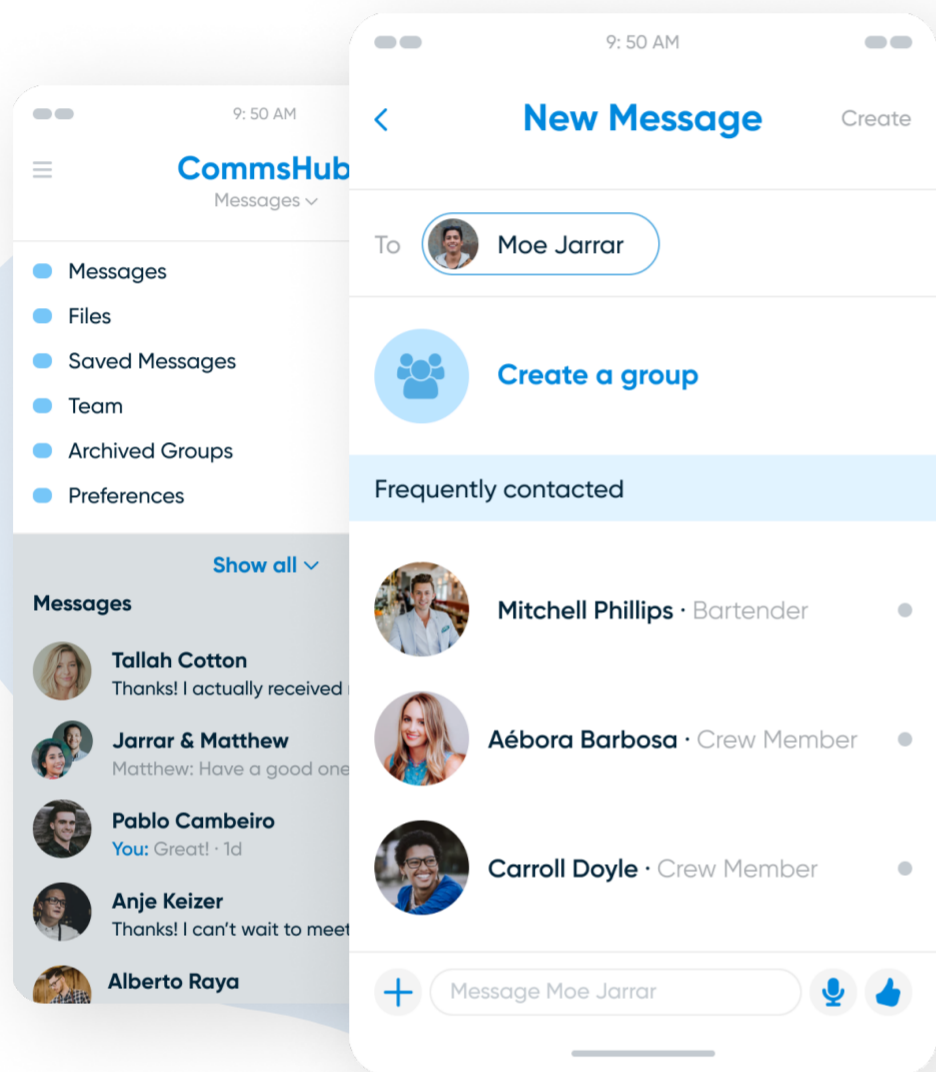 9: 50 AM
CommsHub
Messages
Messages
Files
Saved Messages
Team
Archived Groups
Preferences
Show all
Messages
Tallah Cotton
Thanks! I actually received
Jarrar & Matthew
Matthew: Have a good one
Pablo Cambeiro
You: Great! · 1d
Anje Keizer
Thanks! I can't wait to meet
Alberto Raya
9: 50 AM
New Message
Create
To Moe Jarrar
Create a group
Frequently contacted
Mitchell Phillips · Bartender
Aébora Barbosa · Crew Member
Carroll Doyle · Crew Member
Message Moe Jarrar